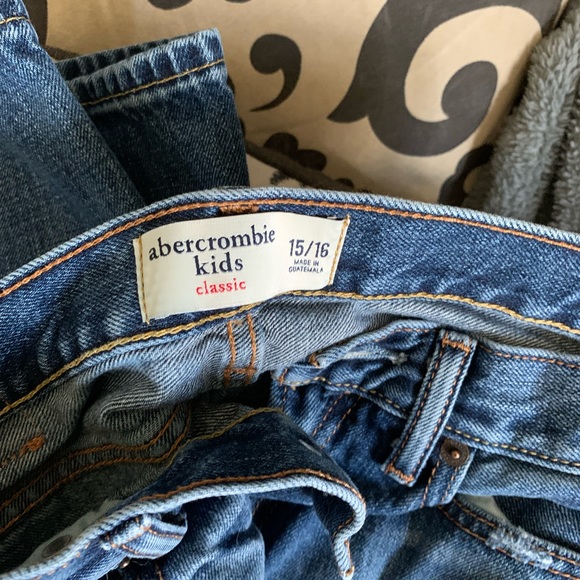 abercrombie
kids
classic
15/16
MADE IN
GUATEMALA